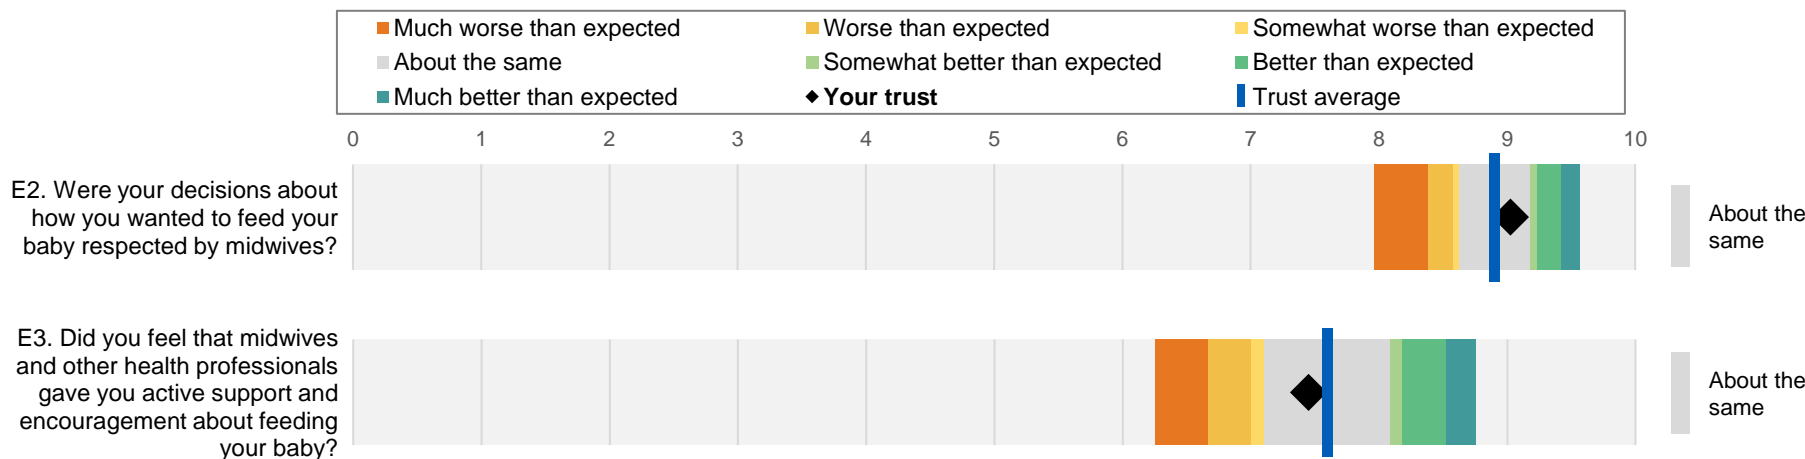 Much worse than expected
Worse than expected
Somewhat worse than expected
About the same
Somewhat better than expected
Better than expected
Much better than expected
Your trust
Trust average
0 1 2 3 4 5 6 7 8 9 10
E2. Were your decisions about
how you wanted to feed your
baby respected by midwives?
About the
same
E3. Did you feel that midwives
and other health professionals
gave you active support and
encouragement about feeding
your baby?
About the
same